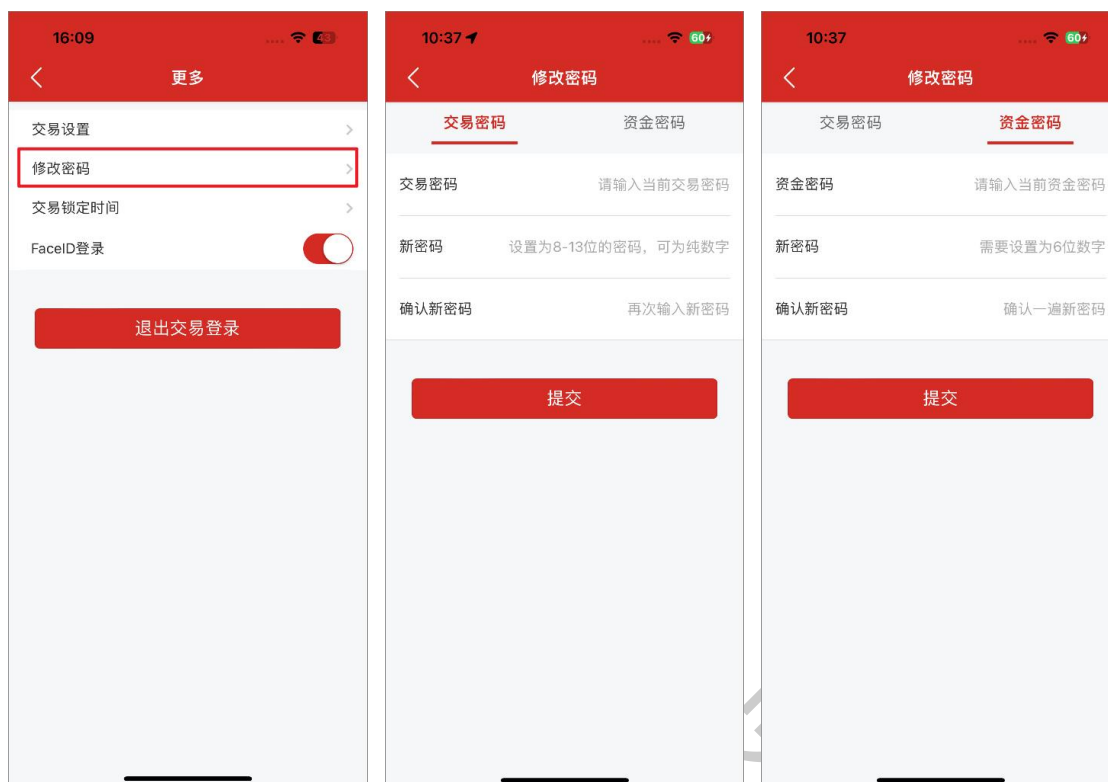 16:09
43
更多
交易设置
修改密码
交易锁定时间
FaceID登录
退出交易登录
10:37
60
修改密码
交易密码
资金密码
交易密码
请输入当前交易密码
新密码
设置为8-13位的密码，可为纯数字
确认新密码
再次输入新密码
提交
10:37
60
修改密码
交易密码
资金密码
资金密码
请输入当前资金密码
新密码
需要设置为6位数字
确认新密码
确认一遍新密码
提交